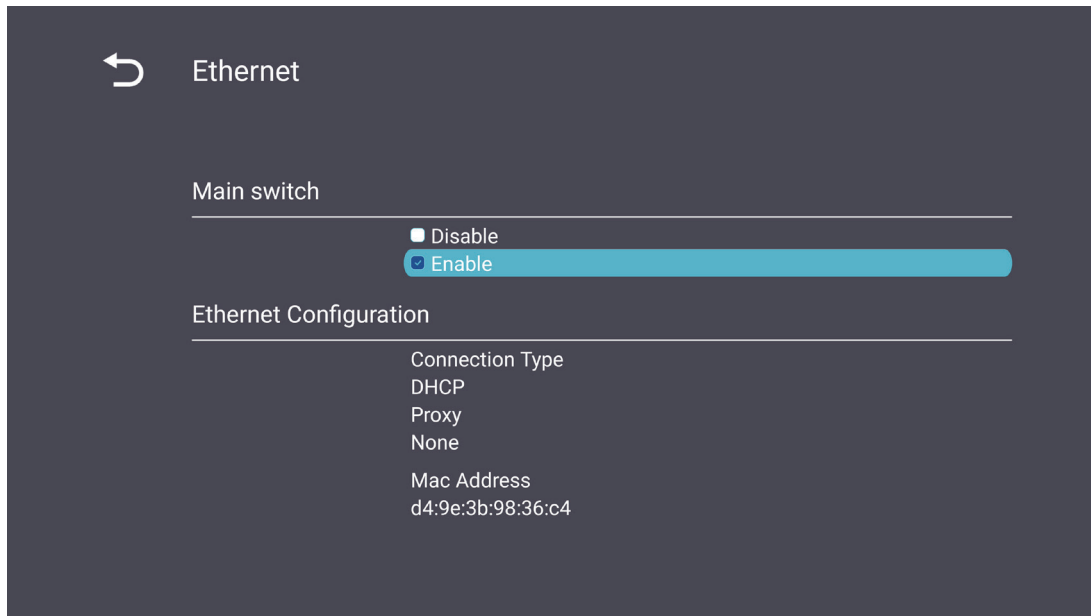 Ethernet
Main switch
Disable
Enable
Ethernet Configuration
Connection Type
DHCP
Proxy
None
Mac Address
d4:9e:3b:98:36:c4